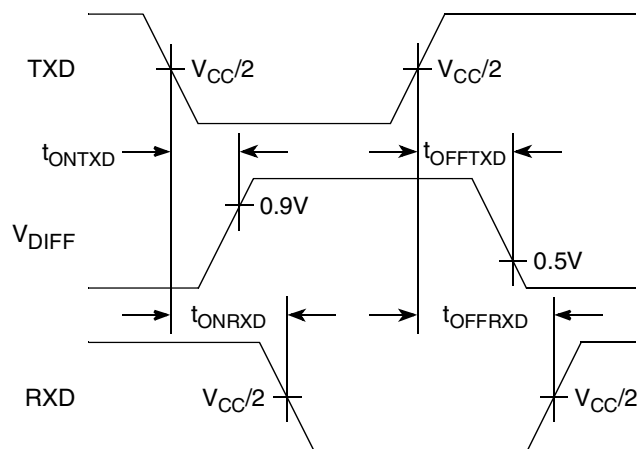 TXD
VCC/2
VCC/2
tONTXD
tOFFTXD
VDIFF
0.9V
0.5V
tONRXD
tOFFRXD
RXD
VCC/2
VCC/2